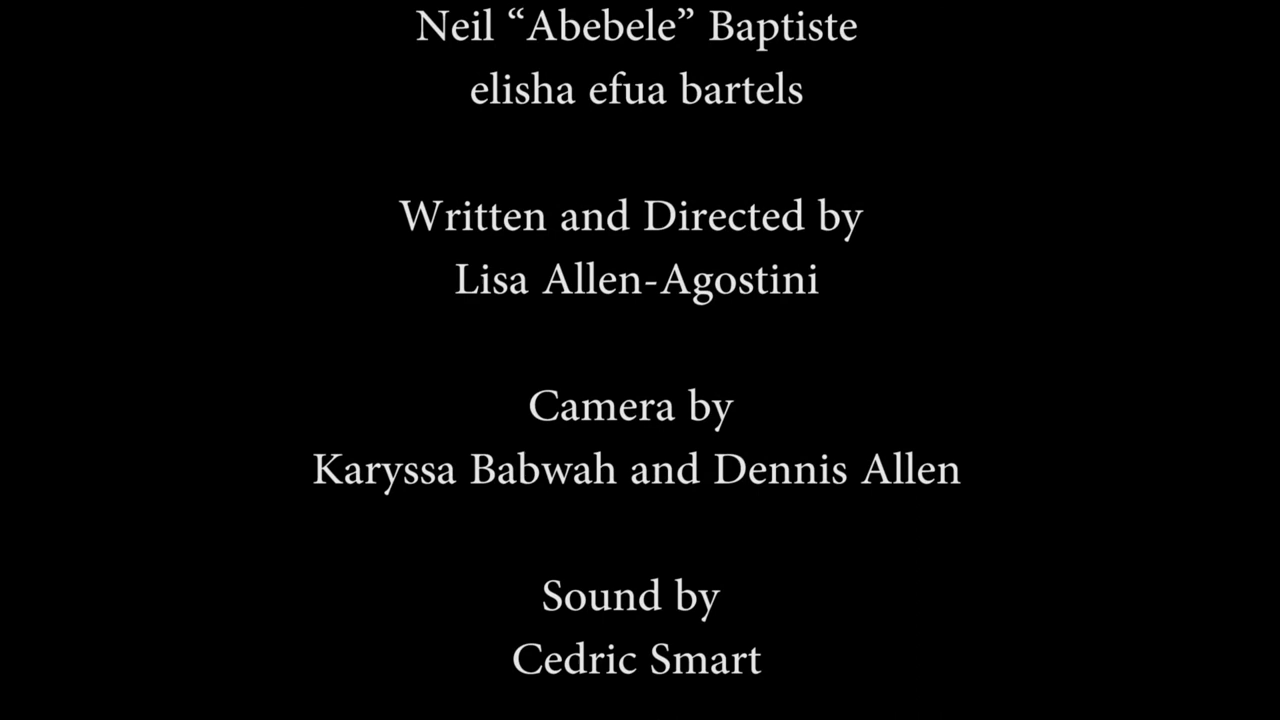 Neil “Abebele” Baptiste
elisha efua bartels
Written and Directed by
Lisa Allen-Agostini
Camera by
Karyssa Babwah and Dennis Allen
Sound by
Cedric Smart